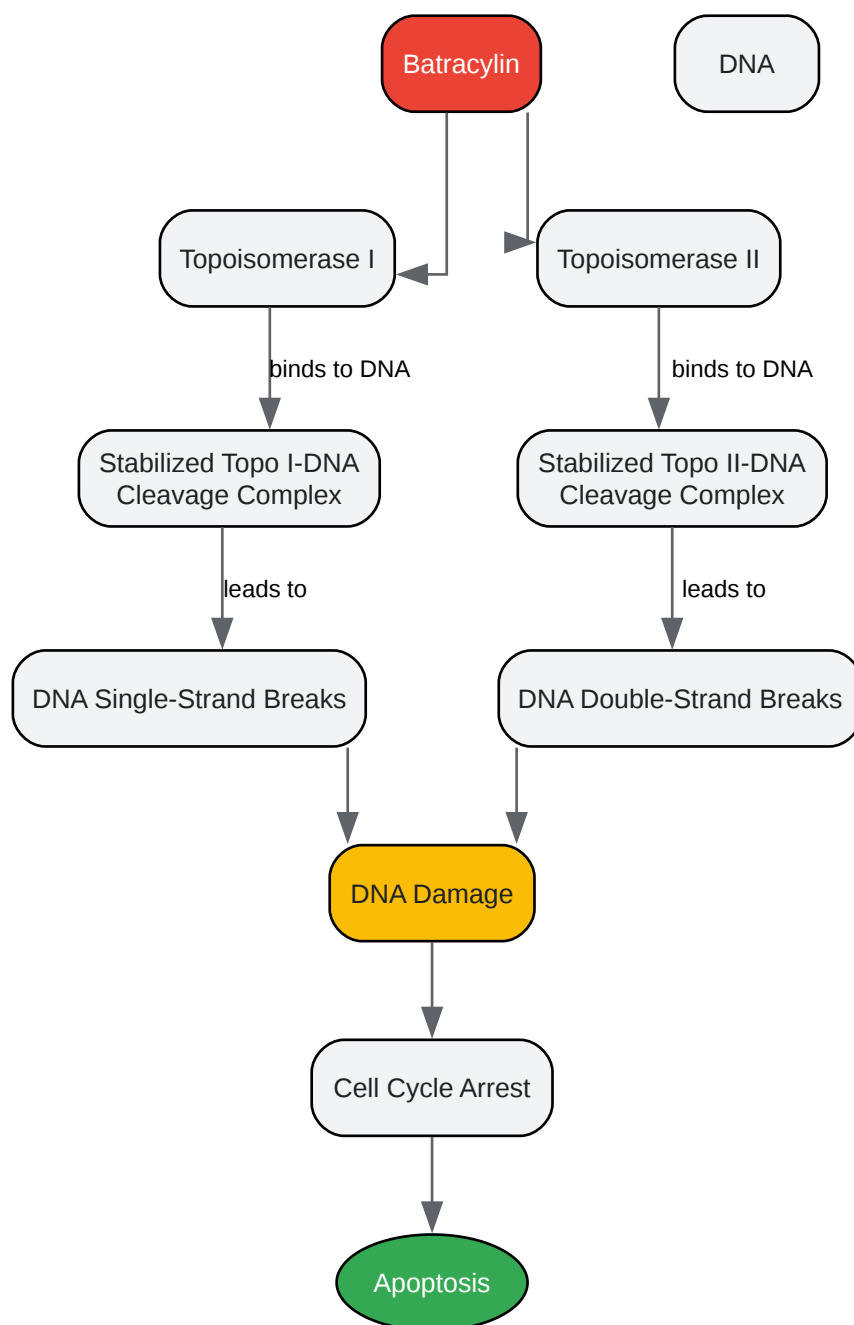 Batracylin
DNA
Topoisomerase I
Topoisomerase II
binds to DNA
binds to DNA
Stabilized Topo I-DNA
Cleavage Complex
Stabilized Topo II-DNA
Cleavage Complex
leads to
leads to
DNA Single-Strand Breaks
DNA Double-Strand Breaks
DNA Damage
Cell Cycle Arrest
Apoptosis